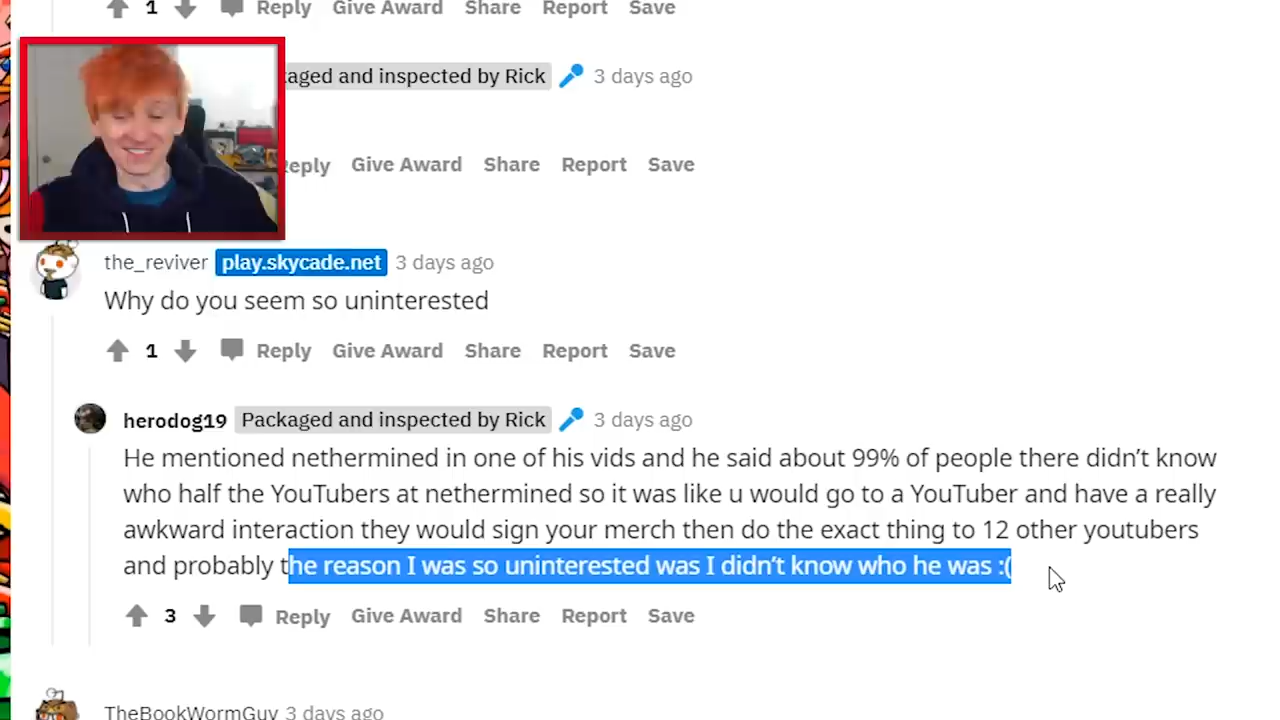 1 Reply Give Award Share Report Save
kaged and inspected by Rick 3 days ago
Reply Give Award Share Report Save
the_reviver play.skycade.net 3 days ago
Why do you seem so uninterested
1 Reply Give Award Share Report Save
herodog19 Packaged and inspected by Rick 3 days ago
He mentioned nethermined in one of his vids and he said about 99% of people there didn't know
who half the YouTubers at nethermined so it was like u would go to a YouTuber and have a really
awkward interaction they would sign your merch then do the exact thing to 12 other youtubers
and probably the reason I was so uninterested was I didn't know who he was :(
3 Reply Give Award Share Report Save
TheBookWormGuy 3 days ago